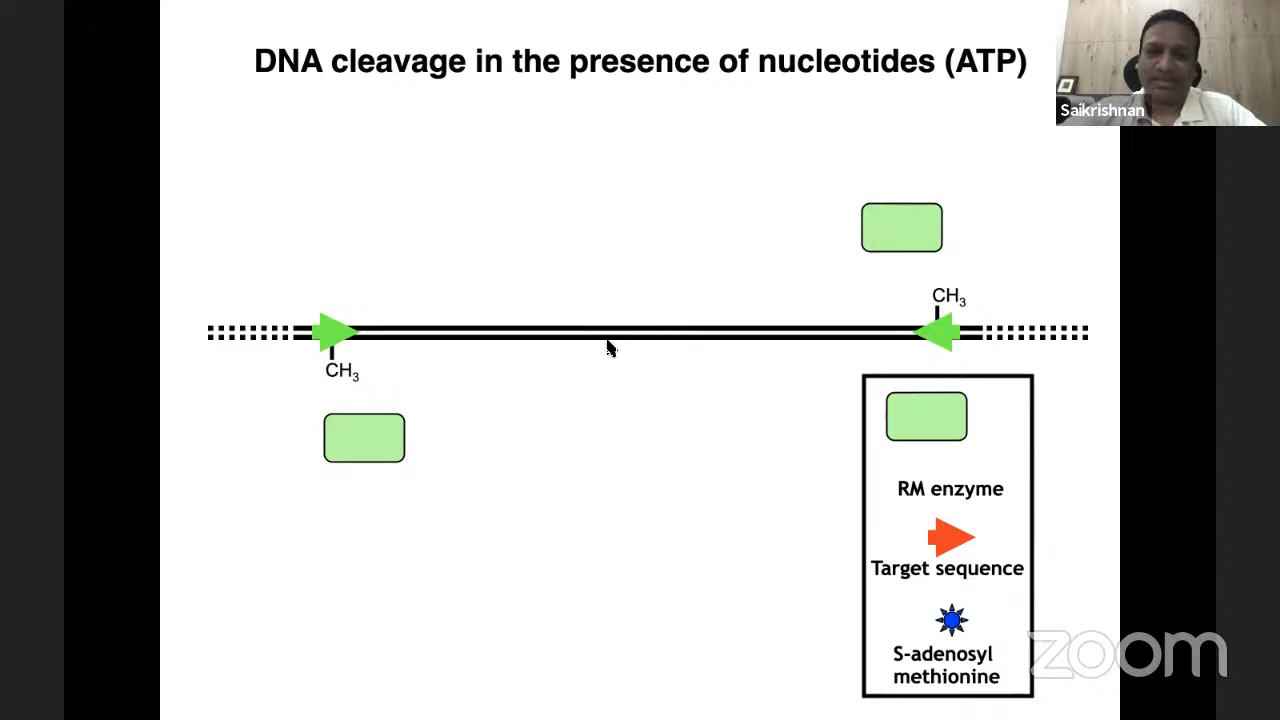 DNA cleavage in the presence of nucleotides (ATP)
Saikrishnan
CH3
CH3
RM enzyme
Target sequence
S-adenosyl
methionine
zoom